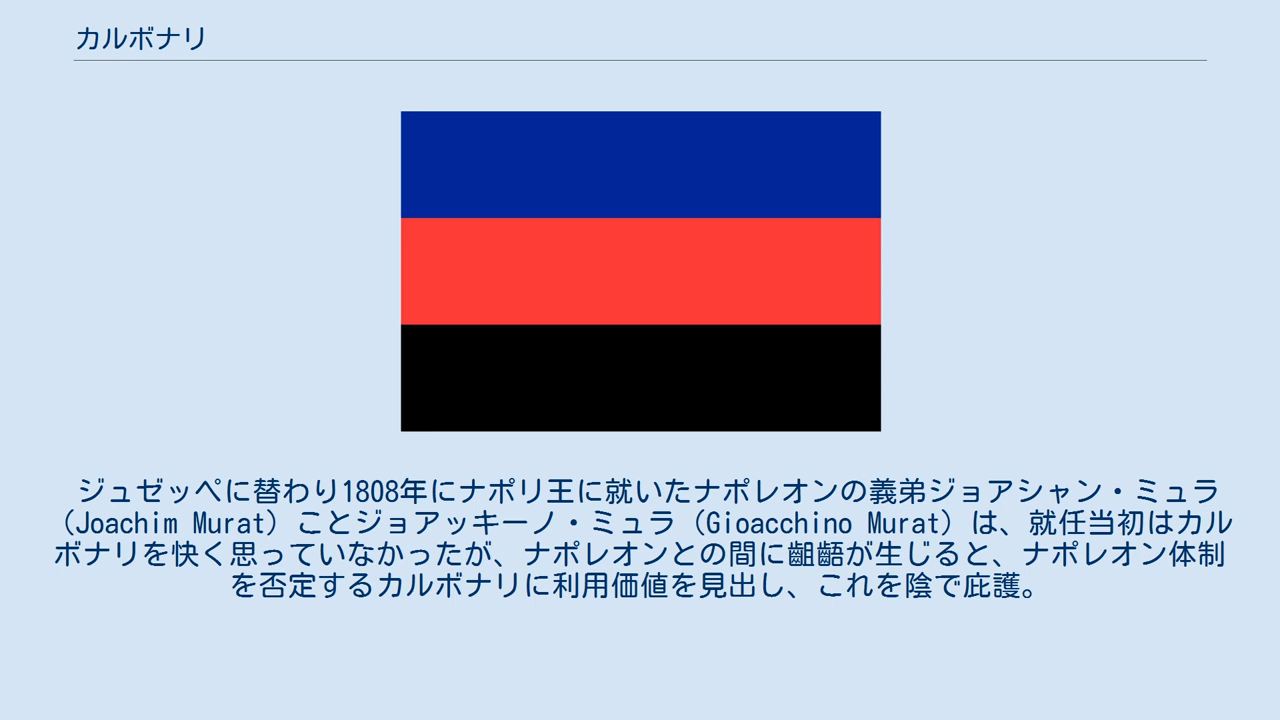 カルボナリ
ジュゼッペに替わり1808年にナポリ王に就いたナポレオンの義弟ジョアシャン・ミュラ
（Joachim Murat）ことジョアッキーノ・ミュラ（Gioacchino Murat）は、就任当初はカル
ボナリを快く思っていなかったが、ナポレオンとの間に齟齬が生じると、ナポレオン体制
を否定するカルボナリに利用価値を見出し、これを陰で庇護。